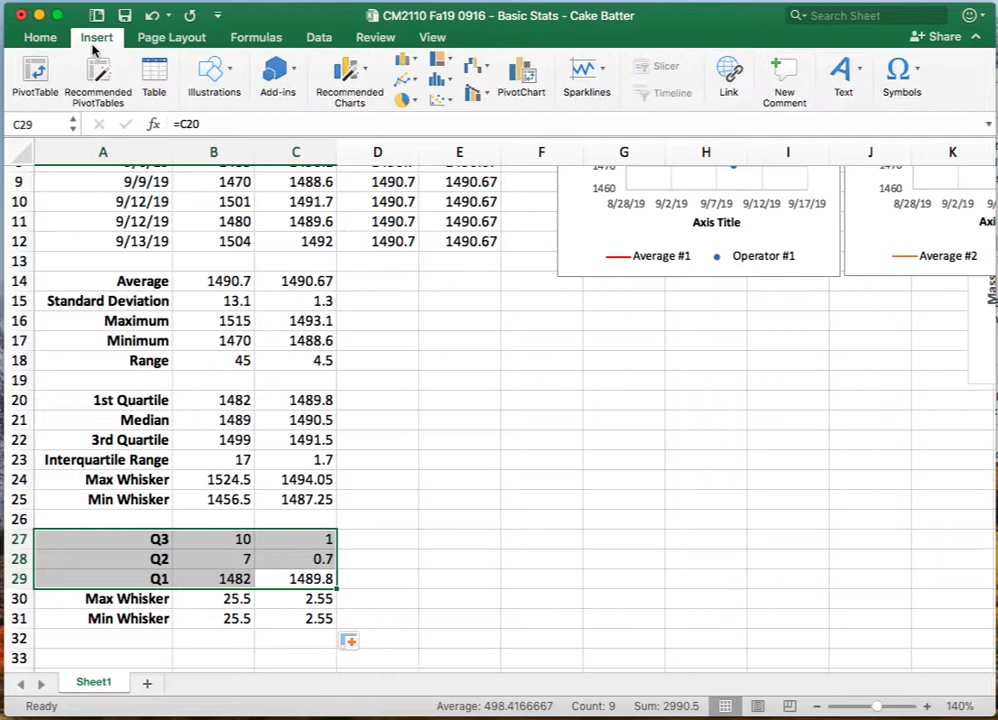 CM2110 Fa19 0916 - Basic Stats - Cake Batter
Search Sheet
Home Insert Page Layout Formulas Data Review View
Share
PivotTable Recommended PivotTables Table Illustrations Add-ins Recommended Charts PivotChart Sparklines Slicer Timeline Link New Comment Text Symbols
C29 fx =C20
A B C D E F G H I J K
9 9/9/19 1470 1488.6 1490.7 1490.67
10 9/12/19 1501 1491.7 1490.7 1490.67
11 9/12/19 1480 1489.6 1490.7 1490.67
12 9/13/19 1504 1492 1490.7 1490.67
13
14 Average 1490.7 1490.67
15 Standard Deviation 13.1 1.3
16 Maximum 1515 1493.1
17 Minimum 1470 1488.6
18 Range 45 4.5
19
20 1st Quartile 1482 1489.8
21 Median 1489 1490.5
22 3rd Quartile 1499 1491.5
23 Interquartile Range 17 1.7
24 Max Whisker 1524.5 1494.05
25 Min Whisker 1456.5 1487.25
26
27 Q3 10 1
28 Q2 7 0.7
29 Q1 1482 1489.8
30 Max Whisker 25.5 2.55
31 Min Whisker 25.5 2.55
32
33
1470
1460
8/28/19 9/2/19 9/7/19 9/12/19 9/17/19
Axis Title
Average #1 Operator #1
1460
8/28/19 9/2/19
Axi
Average #2
Mass
Sheet1
Ready Average: 498.4166667 Count: 9 Sum: 2990.5 140%